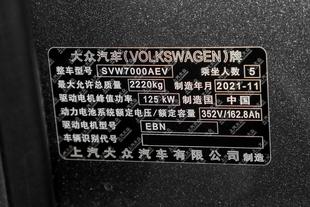 大众汽车(VOLKSWAGEN)牌
整车型号 SVW7000AEV 乘坐人数 5
最大允许总质量 2220kg 制造年月 2021-11
驱动电机峰值功率 125 kW 制造国 中国
动力电池系统额定电压/额定容量 352V/162.8Ah
驱动电机型号 EBN
车辆识别代号
上汽大众汽车有限公司 制造